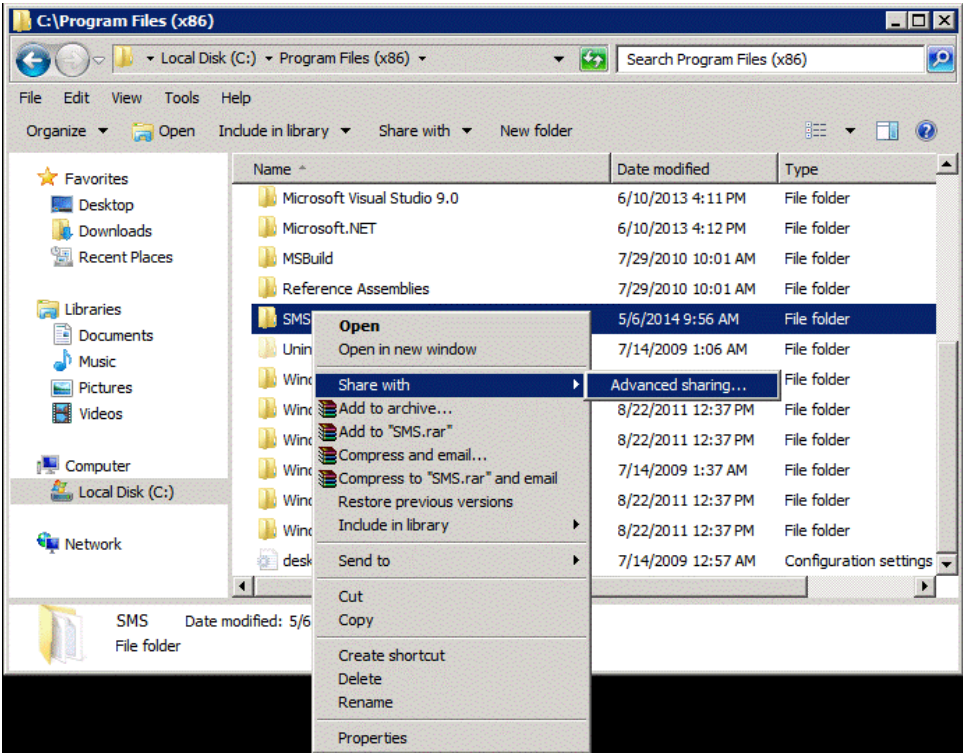 C:\Program Files (x86)
Local Disk (C:) Program Files (x86)
Search Program Files (x86)
File Edit View Tools Help
Organize Open Include in library Share with New folder
Name Date modified Type
Favorites
Desktop
Downloads
Recent Places
Libraries
Documents
Music
Pictures
Videos
Computer
Local Disk (C:)
Network
Microsoft Visual Studio 9.0 6/10/2013 4:11 PM File folder
Microsoft.NET 6/10/2013 4:12 PM File folder
MSBuild 7/29/2010 10:01 AM File folder
Reference Assemblies 7/29/2010 10:01 AM File folder
SMS 5/6/2014 9:56 AM File folder
Unin 7/14/2009 1:06 AM File folder
Wind File folder
Wind 8/22/2011 12:37 PM File folder
Wind 8/22/2011 12:37 PM File folder
Wind 7/14/2009 1:37 AM File folder
Wind 8/22/2011 12:37 PM File folder
Wind 8/22/2011 12:37 PM File folder
desk 7/14/2009 12:57 AM Configuration settings
Open
Open in new window
Share with
Advanced sharing...
Add to archive...
Add to "SMS.rar"
Compress and email...
Compress to "SMS.rar" and email
Restore previous versions
Include in library
Send to
Cut
Copy
Create shortcut
Delete
Rename
Properties
SMS Date modified: 5/6
File folder